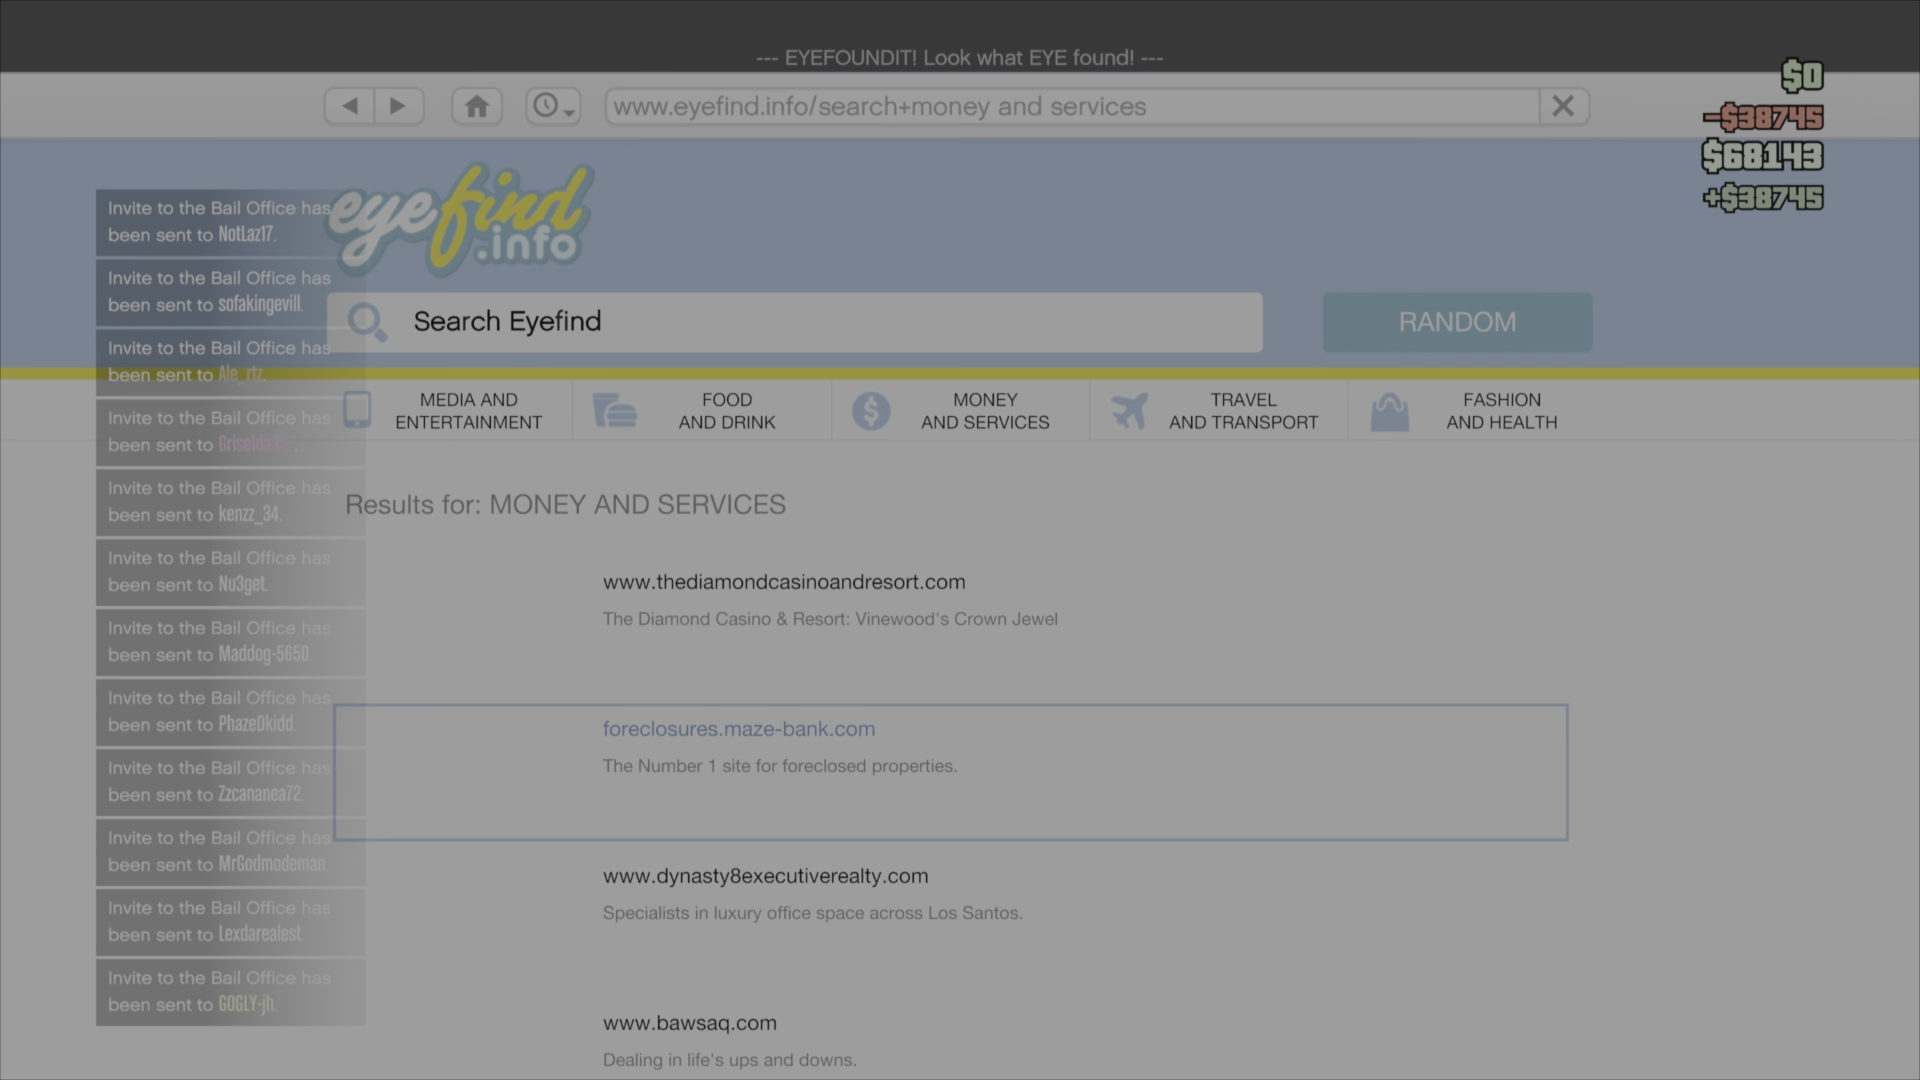 --- EYEFOUNDIT! Look what EYE found! ---
www.eyefind.info/search+money and services
$0
-$38745
$68143
+$38745
eyefind
.info
Search Eyefind
RANDOM
MEDIA AND
ENTERTAINMENT
FOOD
AND DRINK
MONEY
AND SERVICES
TRAVEL
AND TRANSPORT
FASHION
AND HEALTH
Invite to the Bail Office has
been sent to NotLaz17.
Invite to the Bail Office has
been sent to sofakingevill.
Invite to the Bail Office has
been sent to Ale_rtz.
Invite to the Bail Office has
been sent to
Invite to the Bail Office has
been sent to kenzz_34.
Invite to the Bail Office has
been sent to Nu3get.
Invite to the Bail Office has
been sent to Maddog-5650.
Invite to the Bail Office has
been sent to PhazeDkidd.
Invite to the Bail Office has
been sent to Zzcananea72.
Invite to the Bail Office has
been sent to MrGodmodeman.
Invite to the Bail Office has
been sent to Lexdarealest.
Invite to the Bail Office has
been sent to GOGLY-jh.
Results for: MONEY AND SERVICES
www.thediamondcasinoandresort.com
The Diamond Casino & Resort: Vinewood's Crown Jewel
foreclosures.maze-bank.com
The Number 1 site for foreclosed properties.
www.dynasty8executiverealty.com
Specialists in luxury office space across Los Santos.
www.bawsaq.com
Dealing in life's ups and downs.